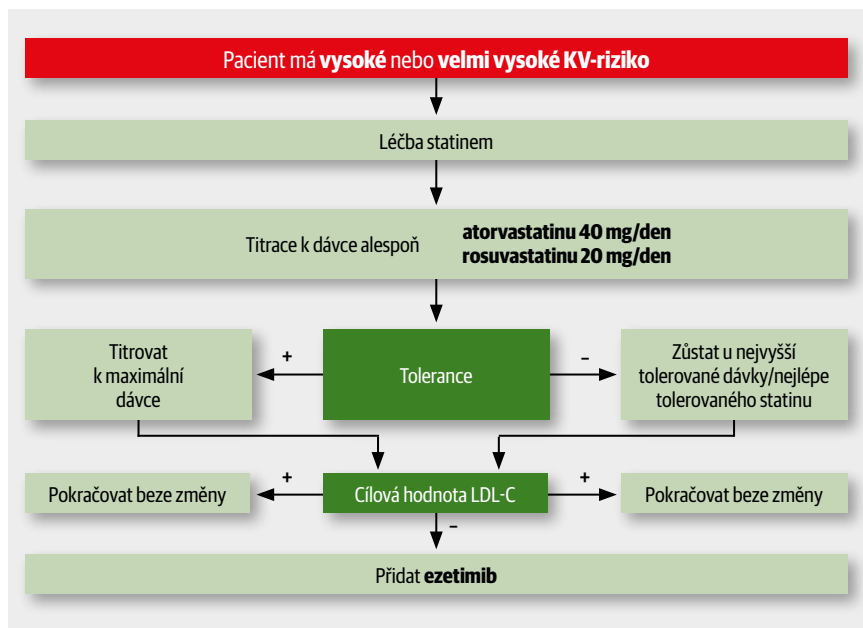 Pacient má vysoké nebo velmi vysoké KV-riziko
Léčba statinem
Titrace k dávce alespoň
atorvastatinu 40 mg/den
rosuvastatinu 20 mg/den
Titrovat
k maximální
dávce
+
Tolerance
–
Zůstat u nejvyšší
tolerované dávky/nejlépe
tolerovaného statinu
Pokračovat beze změny
+
Cílová hodnota LDL-C
+
Pokračovat beze změny
–
Přidat ezetimib